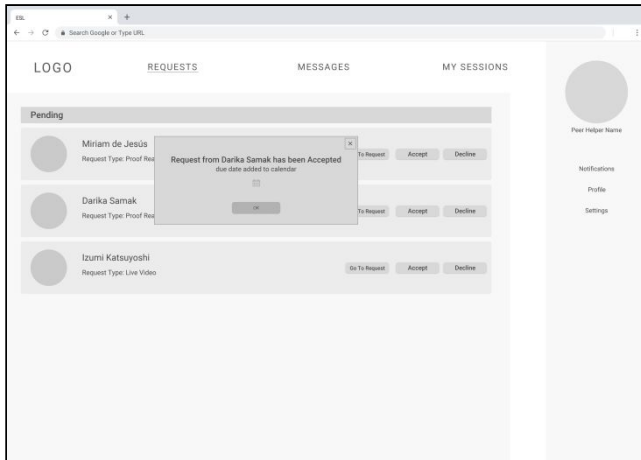 ESL
Search Google or Type URL
LOGO
REQUESTS
MESSAGES
MY SESSIONS
Peer Helper Name
Notifications
Profile
Settings
Pending
Miriam de Jesús
Request Type: Proof Rea
To Request
Accept
Decline
Request from Darika Samak has been Accepted
due date added to calendar
OK
Darika Samak
Request Type: Proof Rea
To Request
Accept
Decline
Izumi Katsuyoshi
Request Type: Live Video
Go To Request
Accept
Decline